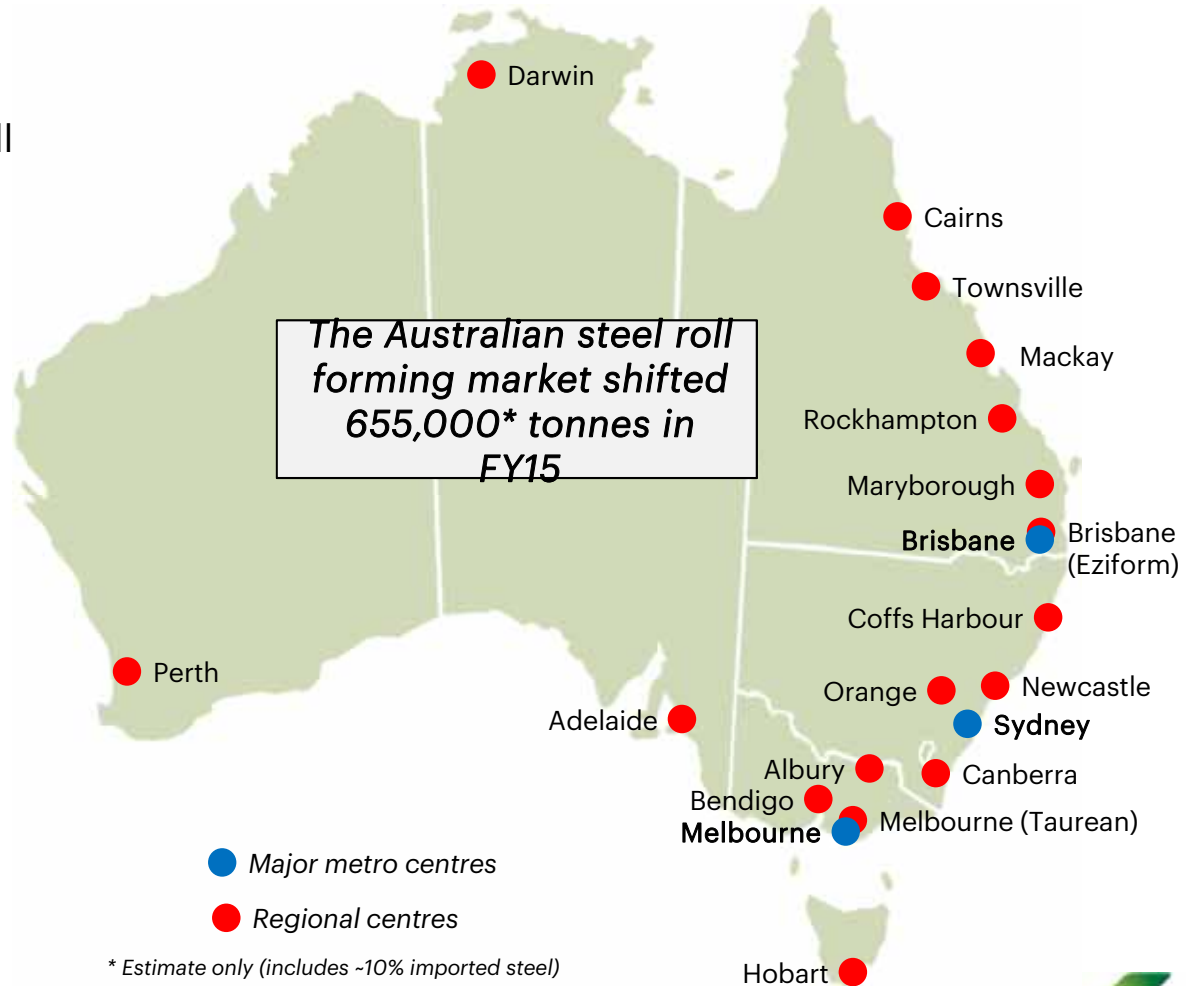 Darwin
ll
Cairns
Townsville
The Australian steel roll
forming market shifted
655,000* tonnes in
FY15
Mackay
Rockhampton
Maryborough
Brisbane
Brisbane
(Eziform)
Coffs Harbour
Perth
Orange
Newcastle
Adelaide
Sydney
Albury
Canberra
Bendigo
Melbourne (Taurean)
Melbourne
Major metro centres
Regional centres
* Estimate only (includes ~10% imported steel)
Hobart